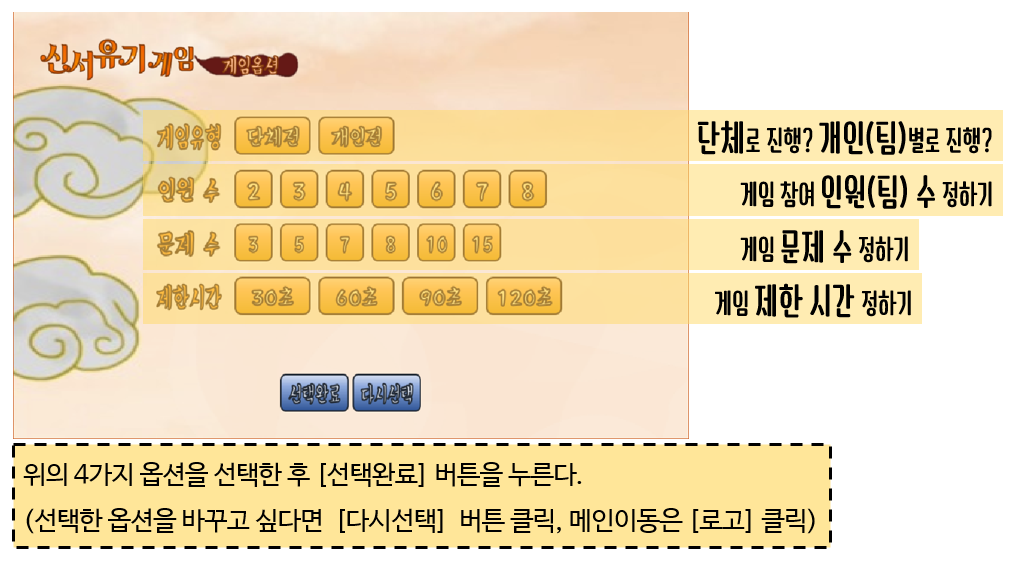 신서유기게임 게임옵션
게임유형 단체전 개인전 단체로 진행? 개인(팀)별로 진행?
인원 수 2 3 4 5 6 7 8 게임 참여 인원(팀) 수 정하기
문제 수 3 5 7 8 10 15 게임 문제 수 정하기
제한시간 30초 60초 90초 120초 게임 제한 시간 정하기
선택완료 다시선택
위의 4가지 옵션을 선택한 후 [선택완료] 버튼을 누른다.
(선택한 옵션을 바꾸고 싶다면 [다시선택] 버튼 클릭, 메인이동은 [로고] 클릭)